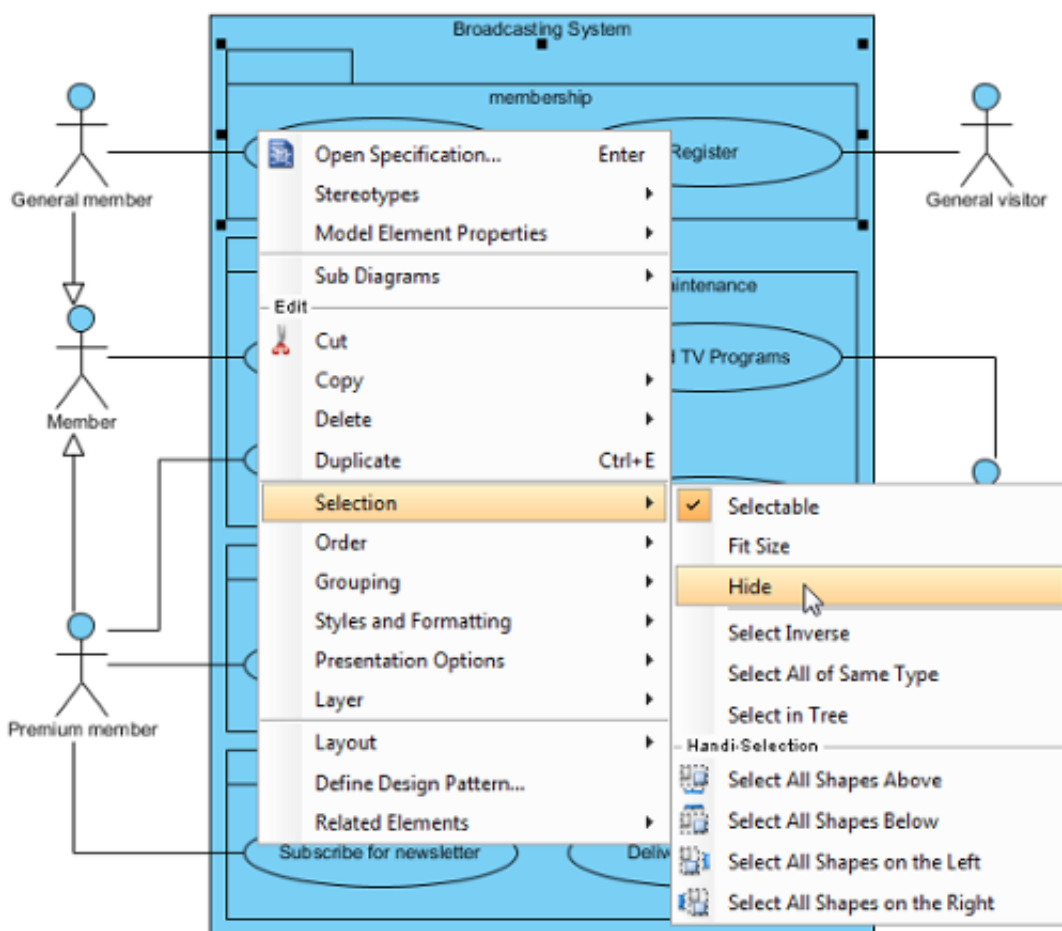 Broadcasting System
membership
Register
General member
General visitor
Open Specification... Enter
Stereotypes
Model Element Properties
Sub Diagrams
Edit
Cut
Copy
Delete
Duplicate Ctrl+E
Selection
Order
Grouping
Styles and Formatting
Presentation Options
Layer
Layout
Define Design Pattern...
Related Elements
TV Programs
Member
Selectable
Fit Size
Hide
Select Inverse
Select All of Same Type
Select in Tree
Handi-Selection
Select All Shapes Above
Select All Shapes Below
Select All Shapes on the Left
Select All Shapes on the Right
Premium member
Subscribe for newsletter